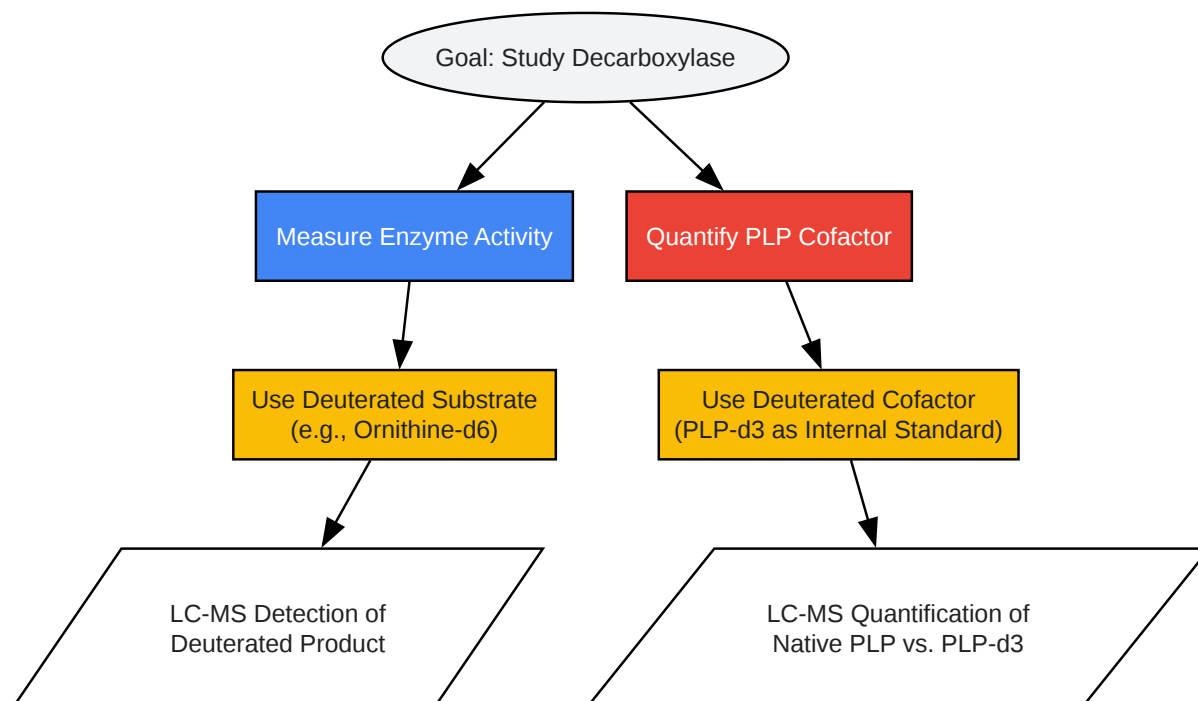 Goal: Study Decarboxylase
Measure Enzyme Activity
Quantify PLP Cofactor
Use Deuterated Substrate
(e.g., Ornithine-d6)
Use Deuterated Cofactor
(PLP-d3 as Internal Standard)
LC-MS Detection of
Deuterated Product
LC-MS Quantification of
Native PLP vs. PLP-d3